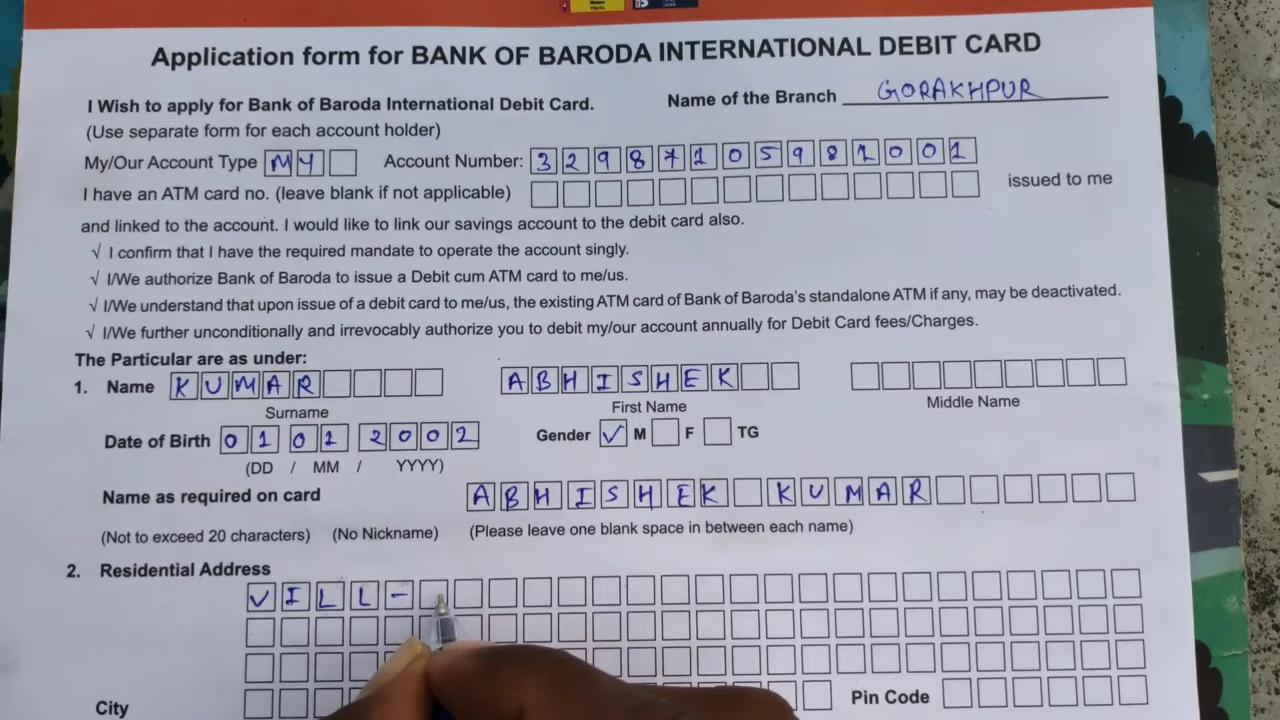 Application form for BANK OF BARODA INTERNATIONAL DEBIT CARD
I Wish to apply for Bank of Baroda International Debit Card. Name of the Branch GORAKHPUR
(Use separate form for each account holder)
My/Our Account Type MY Account Number: 32987105981001
I have an ATM card no. (leave blank if not applicable) issued to me
and linked to the account. I would like to link our savings account to the debit card also.
√ I confirm that I have the required mandate to operate the account singly.
√ I/We authorize Bank of Baroda to issue a Debit cum ATM card to me/us.
√ I/We understand that upon issue of a debit card to me/us, the existing ATM card of Bank of Baroda's standalone ATM if any, may be deactivated.
√ I/We further unconditionally and irrevocably authorize you to debit my/our account annually for Debit Card fees/Charges.
The Particular are as under:
1. Name KUMAR ABHISHEK
Surname First Name Middle Name
Date of Birth 01 01 2002 Gender ✓ M F TG
(DD / MM / YYYY)
Name as required on card ABHISHEK KUMAR
(Not to exceed 20 characters) (No Nickname) (Please leave one blank space in between each name)
2. Residential Address
VILL-
City Pin Code